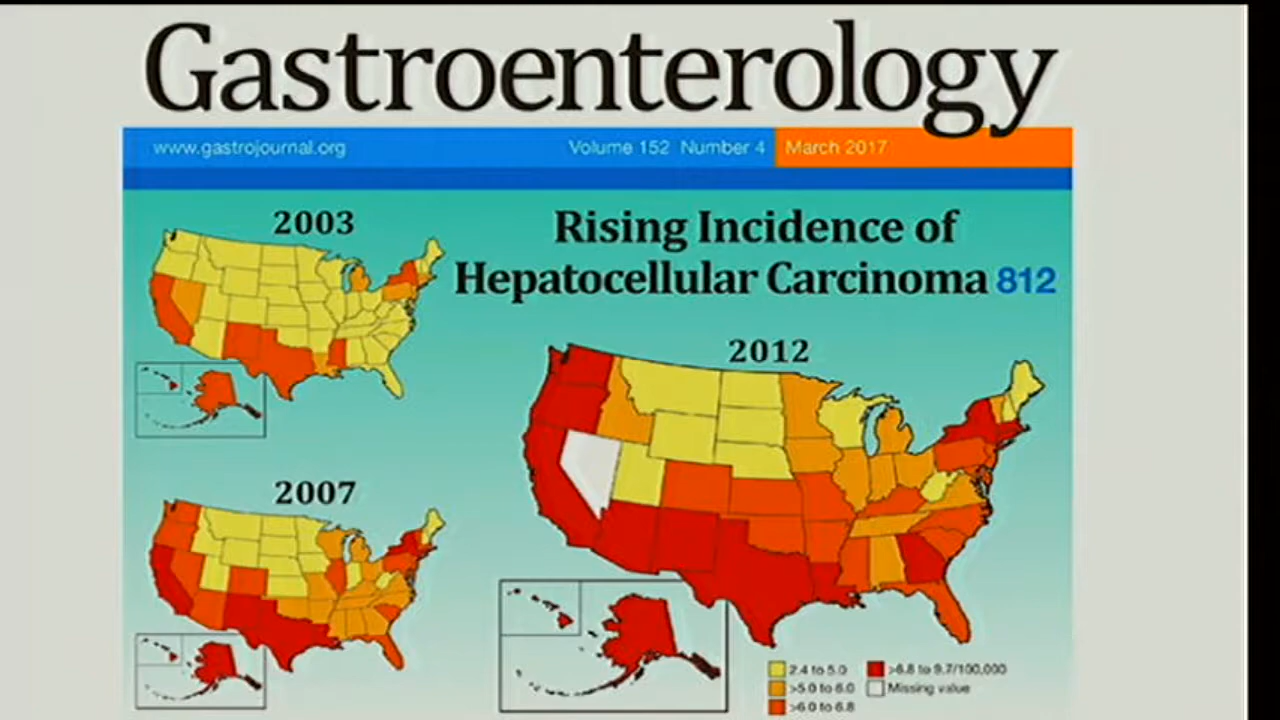 Gastroenterology
www.gastrojournal.org
Volume 152 Number 4
March 2017
2003
Rising Incidence of
Hepatocellular Carcinoma 812
2012
2007
2.4 to 5.0
>5.0 to 6.0
>6.0 to 6.8
>6.8 to 9.7/100,000
Missing value